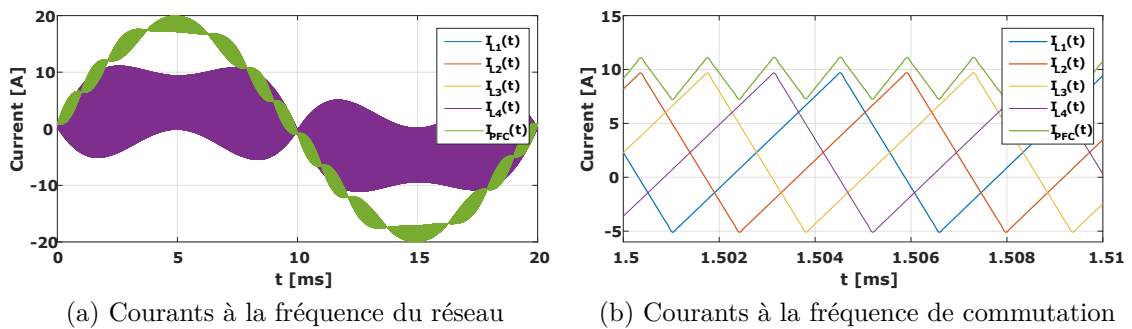 20
10
0
-10
-20
Current [A]
0
5
10
15
20
t [ms]
I_L1(t)
I_L2(t)
I_L3(t)
I_L4(t)
I_PFC(t)
(a) Courants à la fréquence du réseau
15
10
5
0
-5
Current [A]
1.5
1.502
1.504
1.506
1.508
1.51
t [ms]
I_L1(t)
I_L2(t)
I_L3(t)
I_L4(t)
I_PFC(t)
(b) Courants à la fréquence de commutation